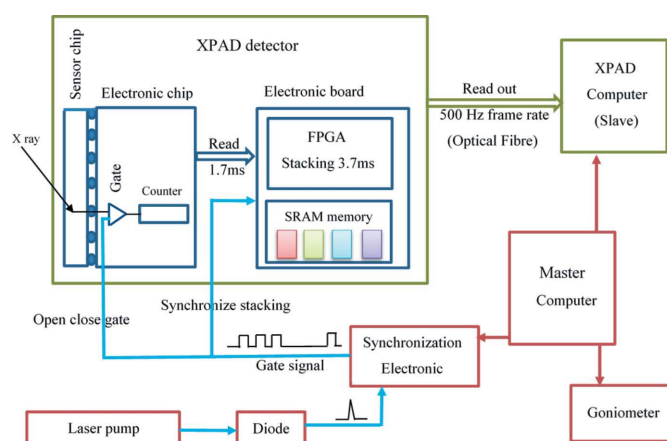 XPAD detector
Sensor chip
Electronic chip
Electronic board
X ray
Gate
Counter
Read
1.7ms
FPGA
Stacking 3.7ms
SRAM memory
Read out
500 Hz frame rate
(Optical Fibre)
XPAD
Computer
(Slave)
Synchronize stacking
Open close gate
Gate signal
Synchronization
Electronic
Master
Computer
Laser pump
Diode
Goniometer